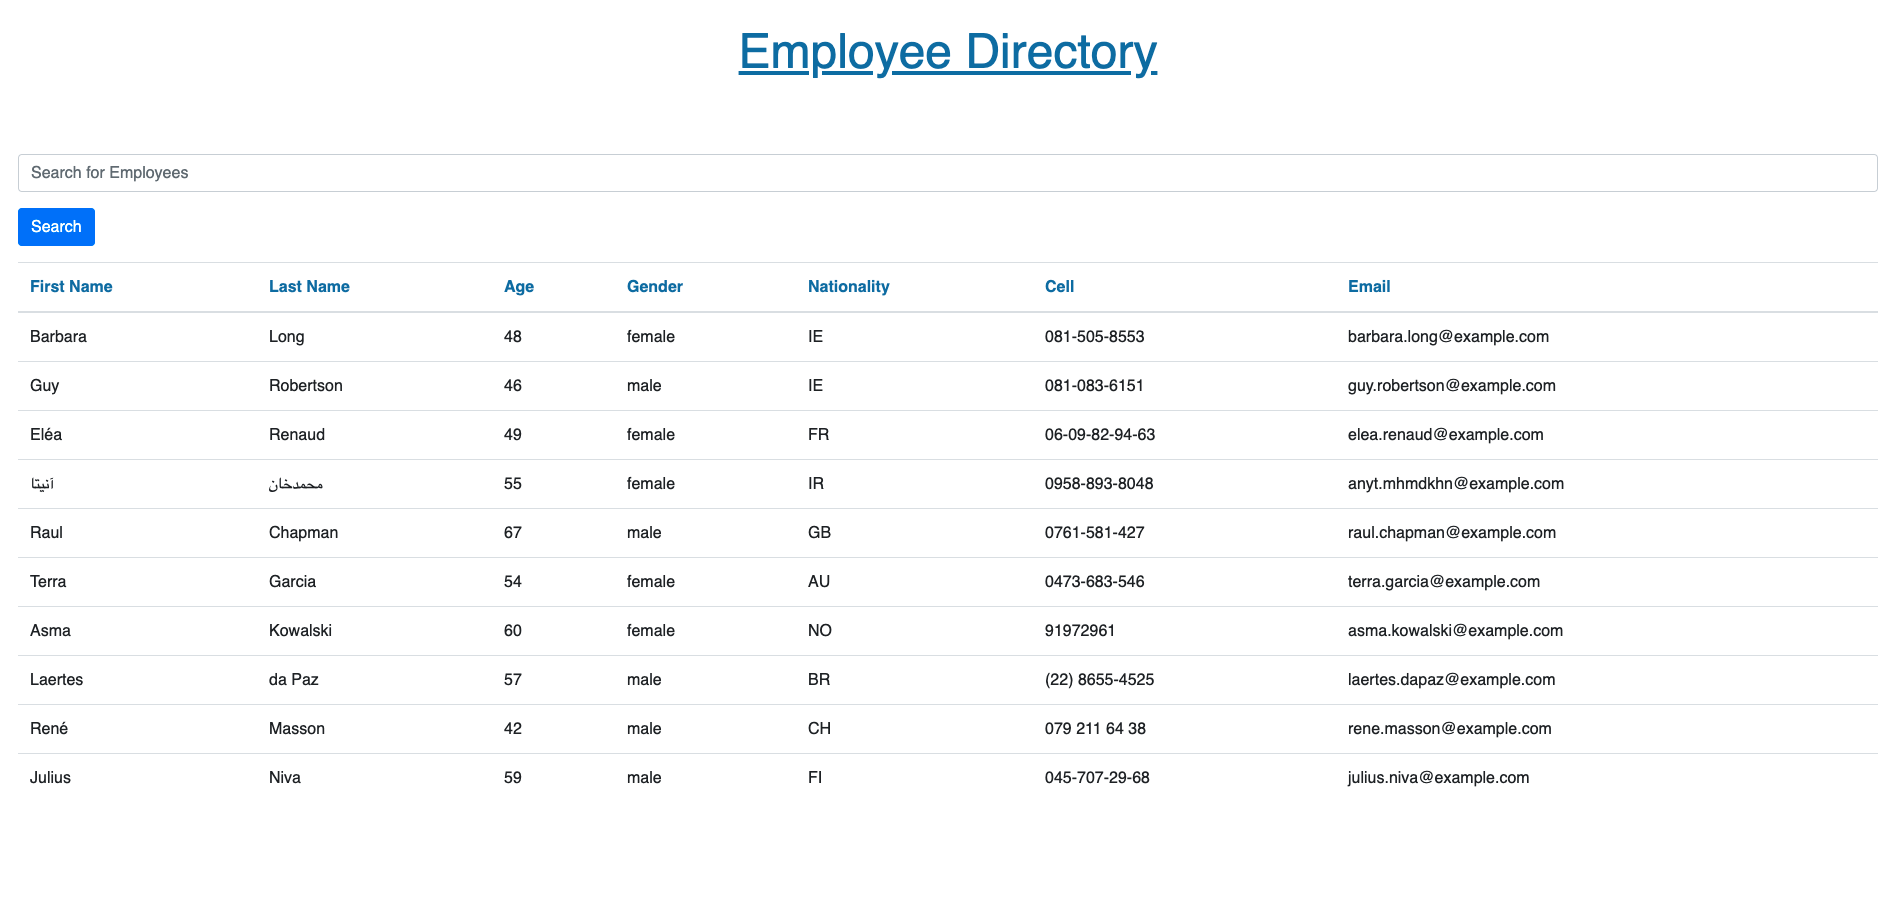 Employee Directory
Search for Employees
Search
First Name Last Name Age Gender Nationality Cell Email
Barbara Long 48 female IE 081-505-8553 barbara.long@example.com
Guy Robertson 46 male IE 081-083-6151 guy.robertson@example.com
Eléa Renaud 49 female FR 06-09-82-94-63 elea.renaud@example.com
آنیتا محمدخان 55 female IR 0958-893-8048 anyt.mhmdkhn@example.com
Raul Chapman 67 male GB 0761-581-427 raul.chapman@example.com
Terra Garcia 54 female AU 0473-683-546 terra.garcia@example.com
Asma Kowalski 60 female NO 91972961 asma.kowalski@example.com
Laertes da Paz 57 male BR (22) 8655-4525 laertes.dapaz@example.com
René Masson 42 male CH 079 211 64 38 rene.masson@example.com
Julius Niva 59 male FI 045-707-29-68 julius.niva@example.com